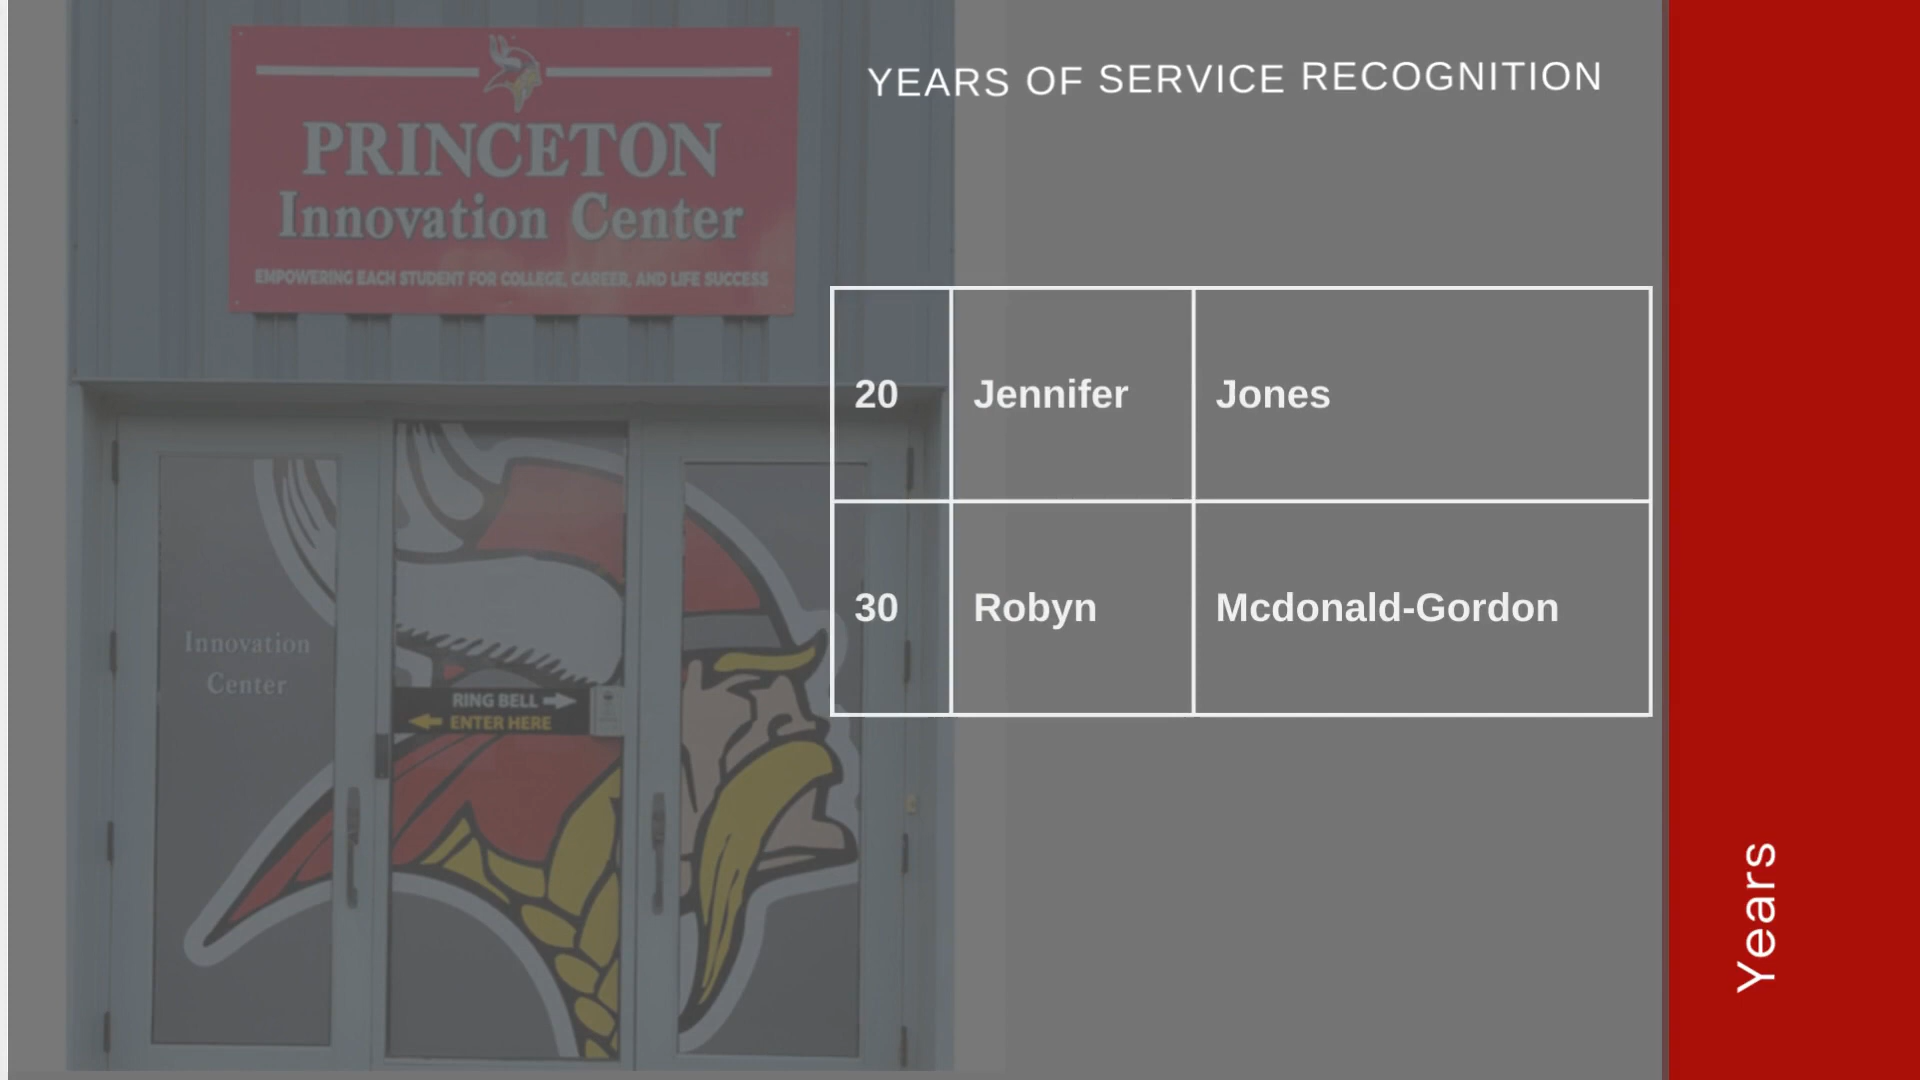 YEARS OF SERVICE RECOGNITION
PRINCETON
Innovation Center
EMPOWERING EACH STUDENT FOR COLLEGE, CAREER, AND LIFE SUCCESS
20 Jennifer Jones
30 Robyn Mcdonald-Gordon
Innovation
Center
RING BELL
ENTER HERE
Years